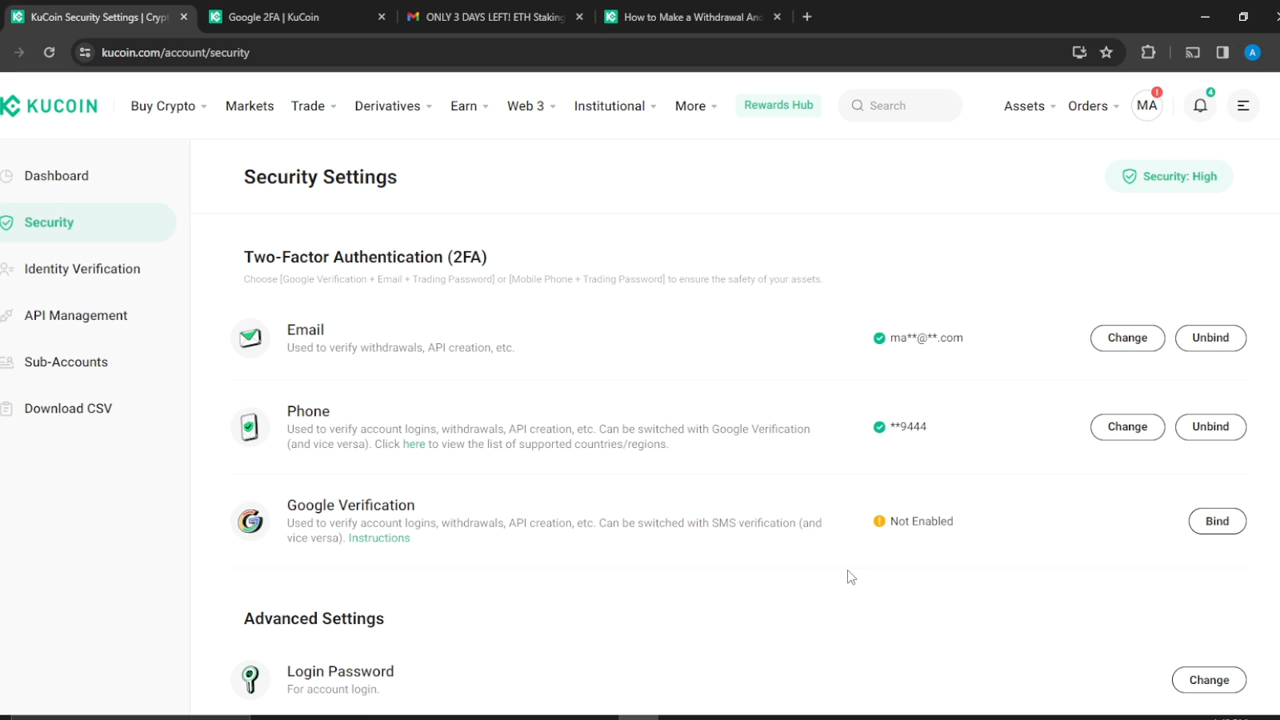 KuCoin Security Settings | Crypt
Google 2FA | KuCoin
ONLY 3 DAYS LEFT! ETH Staking
How to Make a Withdrawal And
kucoin.com/account/security
A
KUCOIN
Buy Crypto
Markets
Trade
Derivatives
Earn
Web 3
Institutional
More
Rewards Hub
Search
Assets
Orders
MA
!
4
Dashboard
Security
Identity Verification
API Management
Sub-Accounts
Download CSV
Security Settings
Security: High
Two-Factor Authentication (2FA)
Choose [Google Verification + Email + Trading Password] or [Mobile Phone + Trading Password] to ensure the safety of your assets.
Email
Used to verify withdrawals, API creation, etc.
ma**@**.com
Change
Unbind
Phone
Used to verify account logins, withdrawals, API creation, etc. Can be switched with Google Verification
(and vice versa). Click here to view the list of supported countries/regions.
**9444
Change
Unbind
Google Verification
Used to verify account logins, withdrawals, API creation, etc. Can be switched with SMS verification (and
vice versa). Instructions
Not Enabled
Bind
Advanced Settings
Login Password
For account login.
Change